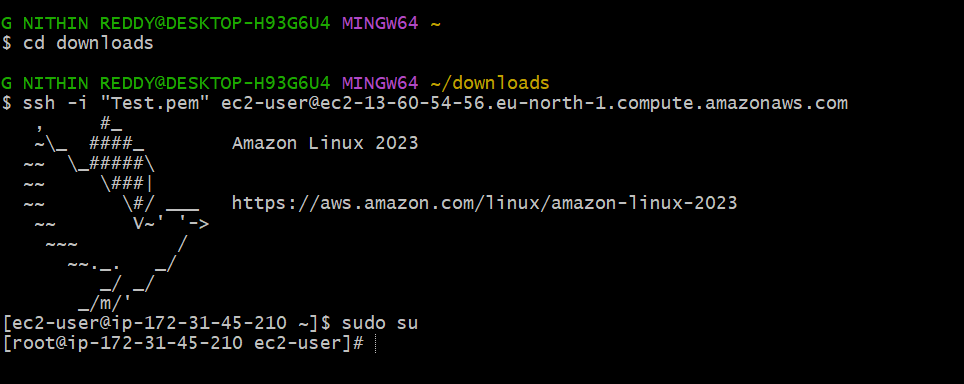 G NITHIN REDDY@DESKTOP-H93G6U4 MINGW64 ~
$ cd downloads

G NITHIN REDDY@DESKTOP-H93G6U4 MINGW64 ~/downloads
$ ssh -i "Test.pem" ec2-user@ec2-13-60-54-56.eu-north-1.compute.amazonaws.com
   ,     #_
   ~\_  ####_        Amazon Linux 2023
  ~~  \_#####\
  ~~     \###|
  ~~       \#/ ___   https://aws.amazon.com/linux/amazon-linux-2023
   ~~       V~' '->
    ~~~         /
      ~~._.   _/
         _/ _/
       _/m/'
[ec2-user@ip-172-31-45-210 ~]$ sudo su
[root@ip-172-31-45-210 ec2-user]#